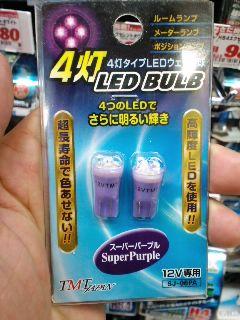 ルームランプ
メーターランプ
ポジションランプ
4灯
4灯タイプLEDウェッジ球
LED BULB
4つのLEDで
さらに明るい輝き
超長寿命で色あせない!!
高輝度LEDを使用!!
12VTMT
12VTMT
スーパーパープル
SuperPurple
TMT JAPAN
12V専用